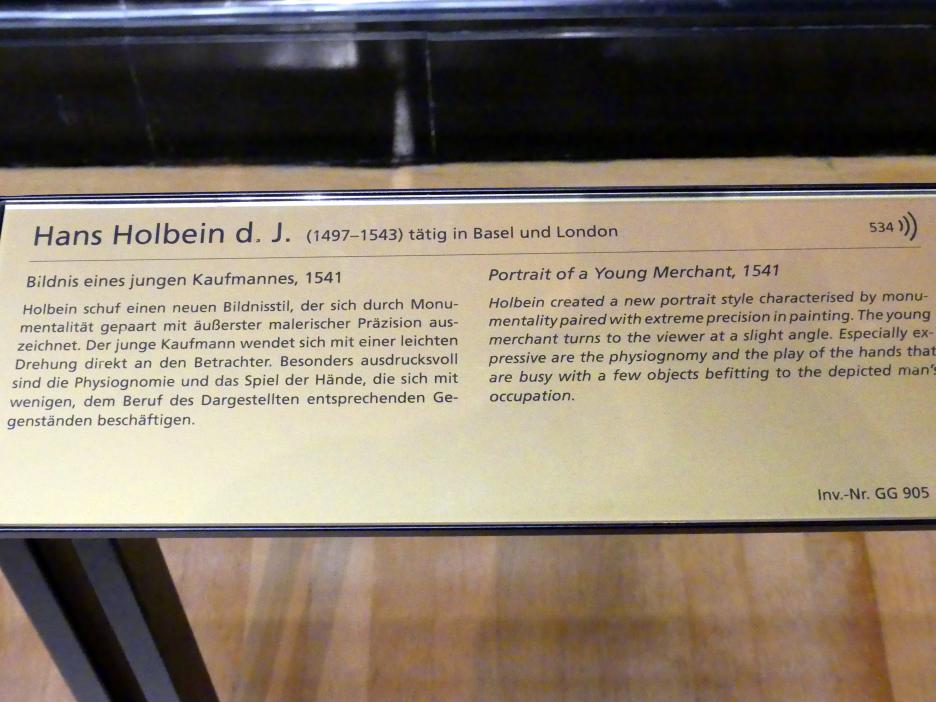 Hans Holbein d. J. (1497–1543) tätig in Basel und London
534
Bildnis eines jungen Kaufmannes, 1541
Holbein schuf einen neuen Bildnisstil, der sich durch Monu-
mentalität gepaart mit äußerster malerischer Präzision aus-
zeichnet. Der junge Kaufmann wendet sich mit einer leichten
Drehung direkt an den Betrachter. Besonders ausdrucksvoll
sind die Physiognomie und das Spiel der Hände, die sich mit
wenigen, dem Beruf des Dargestellten entsprechenden Ge-
genständen beschäftigen.
Portrait of a Young Merchant, 1541
Holbein created a new portrait style characterised by monu-
mentality paired with extreme precision in painting. The young
merchant turns to the viewer at a slight angle. Especially ex-
pressive are the physiognomy and the play of the hands that
are busy with a few objects befitting to the depicted man's
occupation.
Inv.-Nr. GG 905